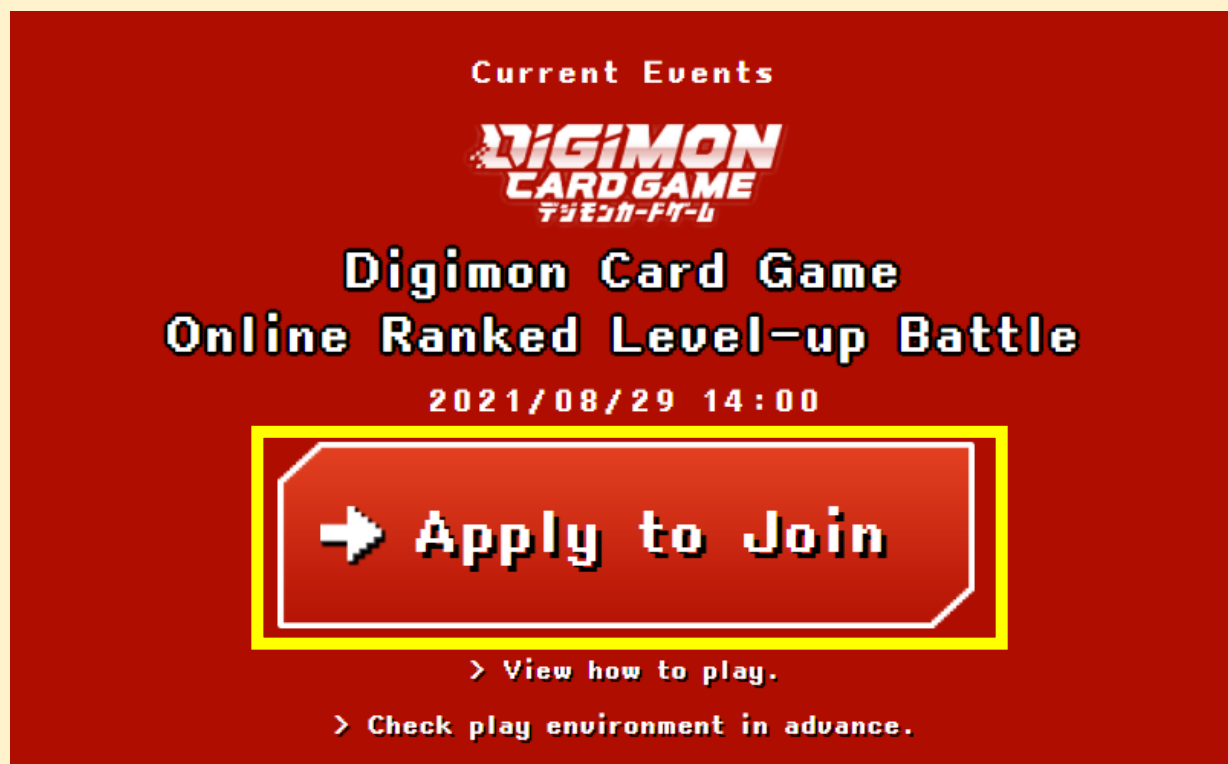 Current Events
DiGiMON
CARD GAME
デジモンカードゲーム
Digimon Card Game
Online Ranked Level-up Battle
2021/08/29 14:00
Apply to Join
> View how to play.
> Check play environment in advance.